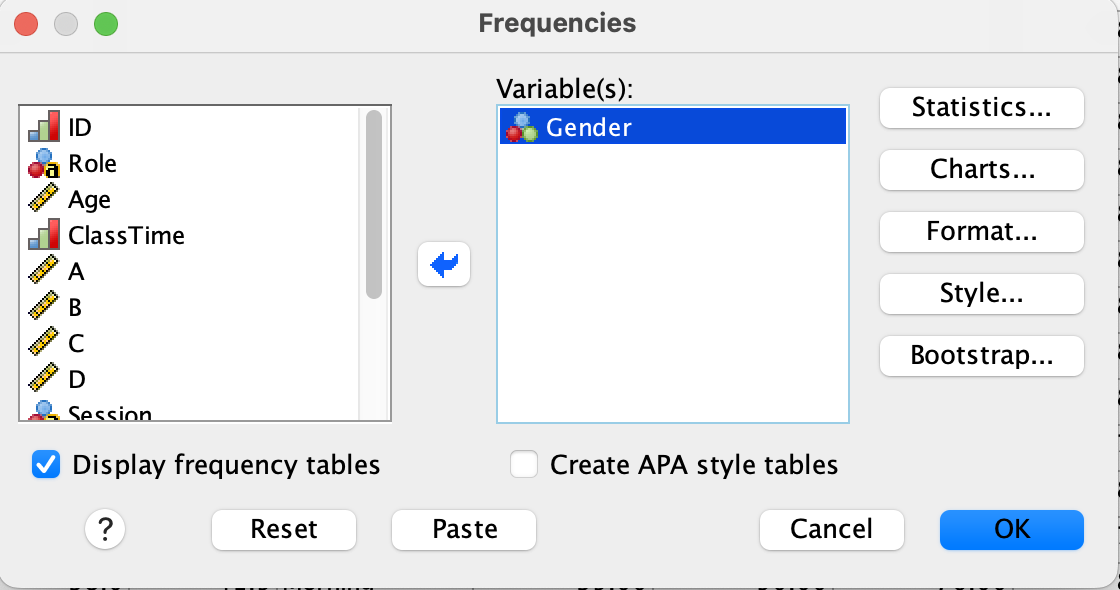 Frequencies
Variable(s):
ID
Role
Age
ClassTime
A
B
C
D
Session
Gender
Statistics...
Charts...
Format...
Style...
Bootstrap...
Display frequency tables
Create APA style tables
?
Reset
Paste
Cancel
OK